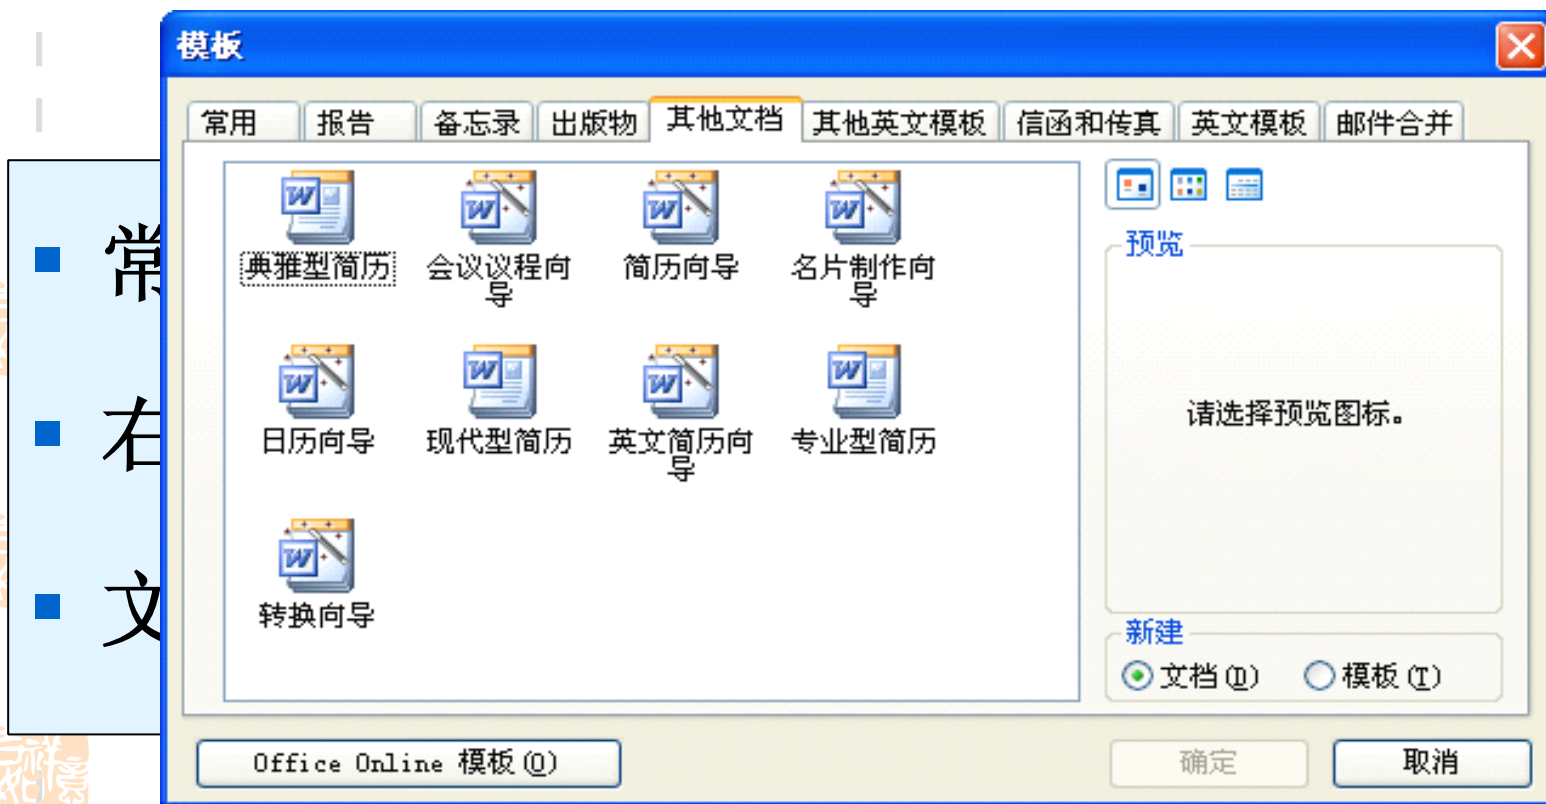 模板
常用 报告 备忘录 出版物 其他文档 其他英文模板 信函和传真 英文模板 邮件合并
常
典雅型简历 会议议程向导 简历向导 名片制作向导
预览
右
日历向导 现代型简历 英文简历向导 专业型简历
请选择预览图标。
文
转换向导
新建
文档(D) 模板(T)
Office Online 模板(O) 确定 取消